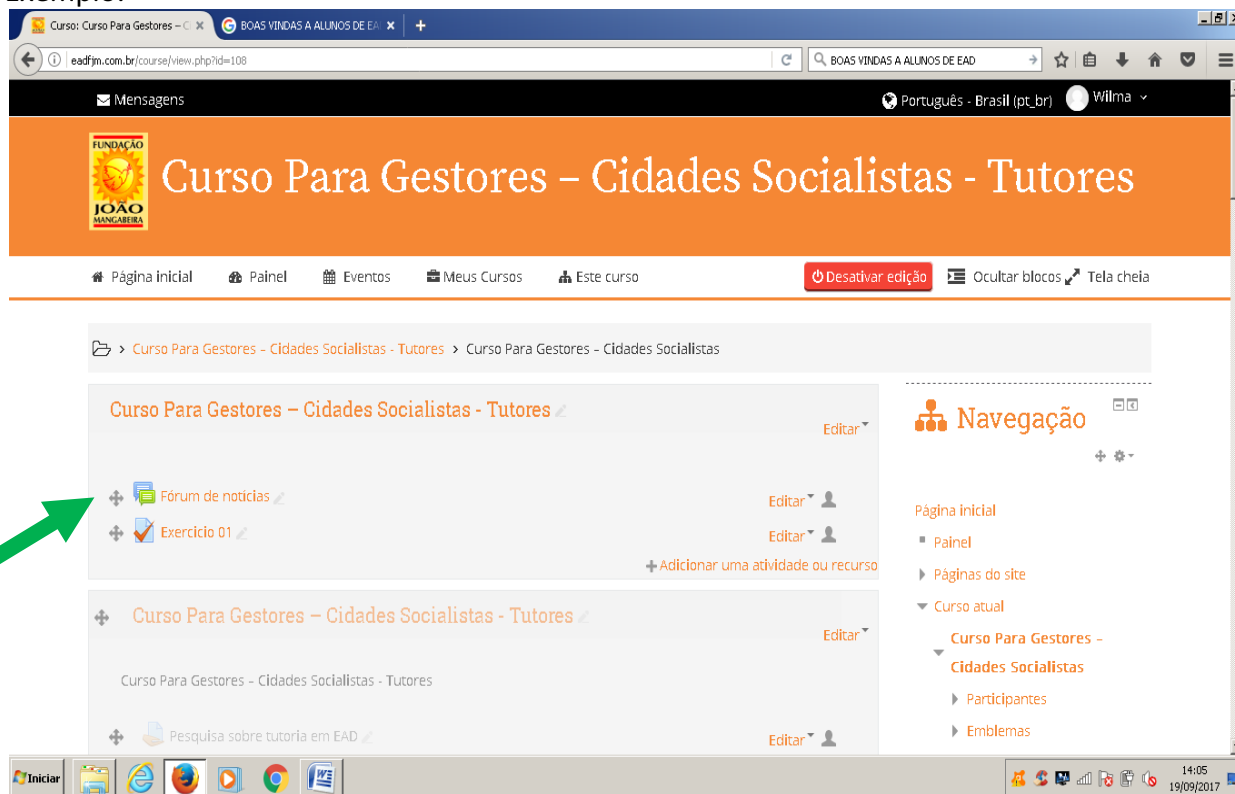 Exemplo:
Curso: Curso Para Gestores – C
BOAS VINDAS A ALUNOS DE EA
eadfjm.com.br/course/view.php?id=108
BOAS VINDAS A ALUNOS DE EAD
Mensagens
Português - Brasil (pt_br)
Wilma
FUNDAÇÃO
JOÃO
MANGABEIRA
Curso Para Gestores – Cidades Socialistas - Tutores
Página inicial
Painel
Eventos
Meus Cursos
Este curso
Desativar edição
Ocultar blocos
Tela cheia
Curso Para Gestores – Cidades Socialistas - Tutores
Curso Para Gestores – Cidades Socialistas
Curso Para Gestores – Cidades Socialistas - Tutores
Editar
Fórum de notícias
Editar
Exercicio 01
Editar
Adicionar uma atividade ou recurso
Curso Para Gestores – Cidades Socialistas - Tutores
Editar
Curso Para Gestores – Cidades Socialistas - Tutores
Pesquisa sobre tutoria em EAD
Editar
Navegação
Página inicial
Painel
Páginas do site
Curso atual
Curso Para Gestores –
Cidades Socialistas
Participantes
Emblemas
Iniciar
14:05
19/09/2017